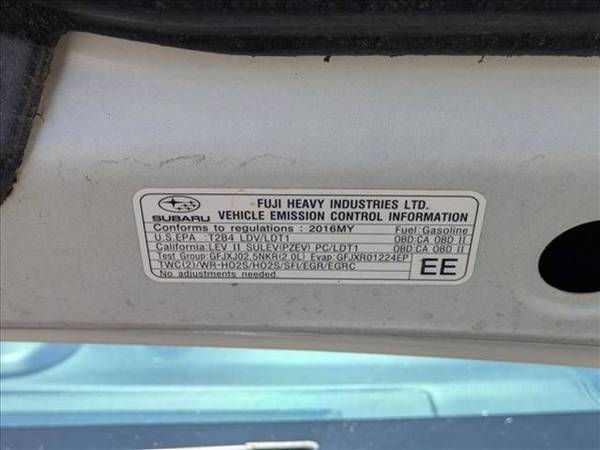 SUBARU
FUJI HEAVY INDUSTRIES LTD.
VEHICLE EMISSION CONTROL INFORMATION
Conforms to regulations : 2016MY Fuel:Gasoline
U.S.EPA :T2B4 LDV/LDT1 OBD:CA OBD II
California:LEV II SULEV(PZEV) PC/LDT1 OBD:CA OBD II
Test Group:GFJXJ02.5NKR(2.0L) Evap:GFJXR01224EP
TWC(2)/WR-HO2S/HO2S/SFI/EGR/EGRC
No adjustments needed.
EE